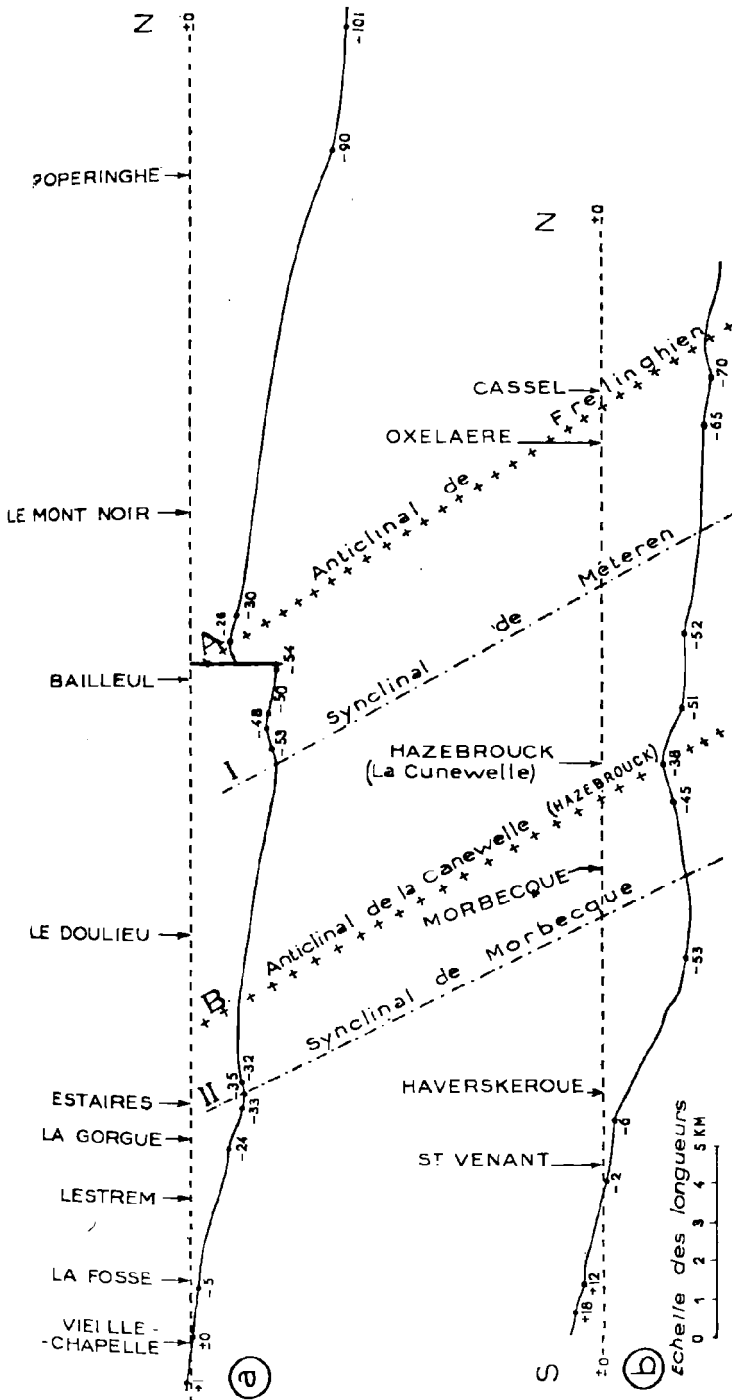 N
±0
-101
-90
POPERINGHE
LE MONT NOIR
-30
-26
A
BAILLEUL
-54
-50
-48
-53
I
LE DOULIEU
B
-32
-35
II
-33
ESTAIRES
LA GORGUE
-24
LESTREM
LA FOSSE
-5
VIEILLE-
-CHAPELLE
±0
+1
a
Anticlinal de Frelinghien
Synclinal de Méteren
Anticlinal de la Canewelle (HAZEBROUCK)
Synclinal de Morbecque
N
±0
CASSEL
OXELAERE
-70
-65
-52
-51
HAZEBROUCK
(La Cunewelle)
-38
-45
MORBECQUE
-53
HAVERSKERQUE
-6
ST VENANT
-2
+12
+18
S
±0
b
Echelle des longueurs
0 1 2 3 4 5 KM